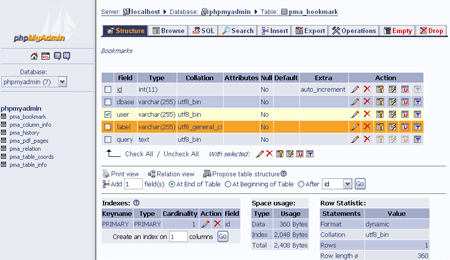 phpMyAdmin
Database:
phpmyadmin (7)
phpmyadmin
pma_bookmark
pma_column_info
pma_history
pma_pdf_pages
pma_relation
pma_table_coords
pma_table_info
Server: localhost ▸ Database: phpmyadmin ▸ Table: pma_bookmark
Structure Browse SQL Search Insert Export Operations Empty Drop
Bookmarks
Field Type Collation Attributes Null Default Extra Action
id int(11) No auto_increment
dbase varchar(255) utf8_bin No
user varchar(255) utf8_bin No
label varchar(255) utf8_general_ci No
query text utf8_bin No
Check All / Uncheck All With selected:
Print view Relation view Propose table structure
Add 1 field(s) At End of Table At Beginning of Table After id Go
Indexes:
Keyname Type Cardinality Action Field
PRIMARY PRIMARY 1 id
Create an index on 1 columns Go
Space usage:
Type Usage
Data 360 Bytes
Index 2,048 Bytes
Total 2,408 Bytes
Row Statistic:
Statements Value
Format dynamic
Collation utf8_bin
Rows 1
Row length ø 360